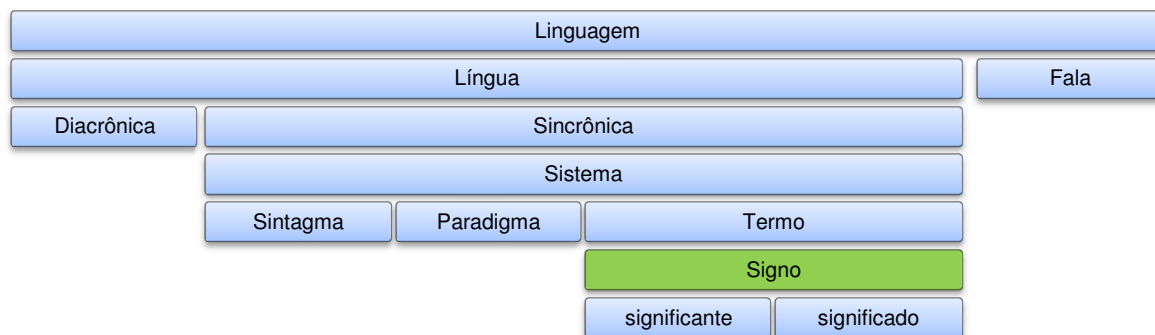 Linguagem
Língua Fala
Diacrônica Sincrônica
Sistema
Sintagma Paradigma Termo
Signo
significante significado